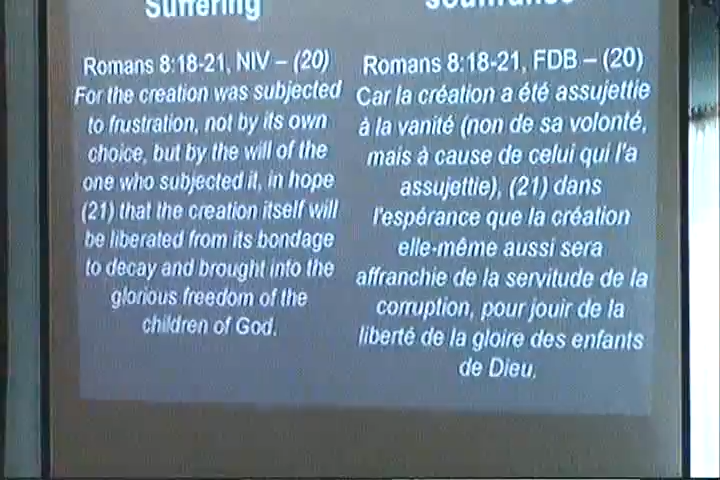 Suffering
Romans 8:18-21, NIV – (20)
For the creation was subjected
to frustration, not by its own
choice, but by the will of the
one who subjected it, in hope
(21) that the creation itself will
be liberated from its bondage
to decay and brought into the
glorious freedom of the
children of God.
Romans 8:18-21, FDB – (20)
Car la création a été assujettie
à la vanité (non de sa volonté,
mais à cause de celui qui l'a
assujettie), (21) dans
l'espérance que la création
elle-même aussi sera
affranchie de la servitude de la
corruption, pour jouir de la
liberté de la gloire des enfants
de Dieu.